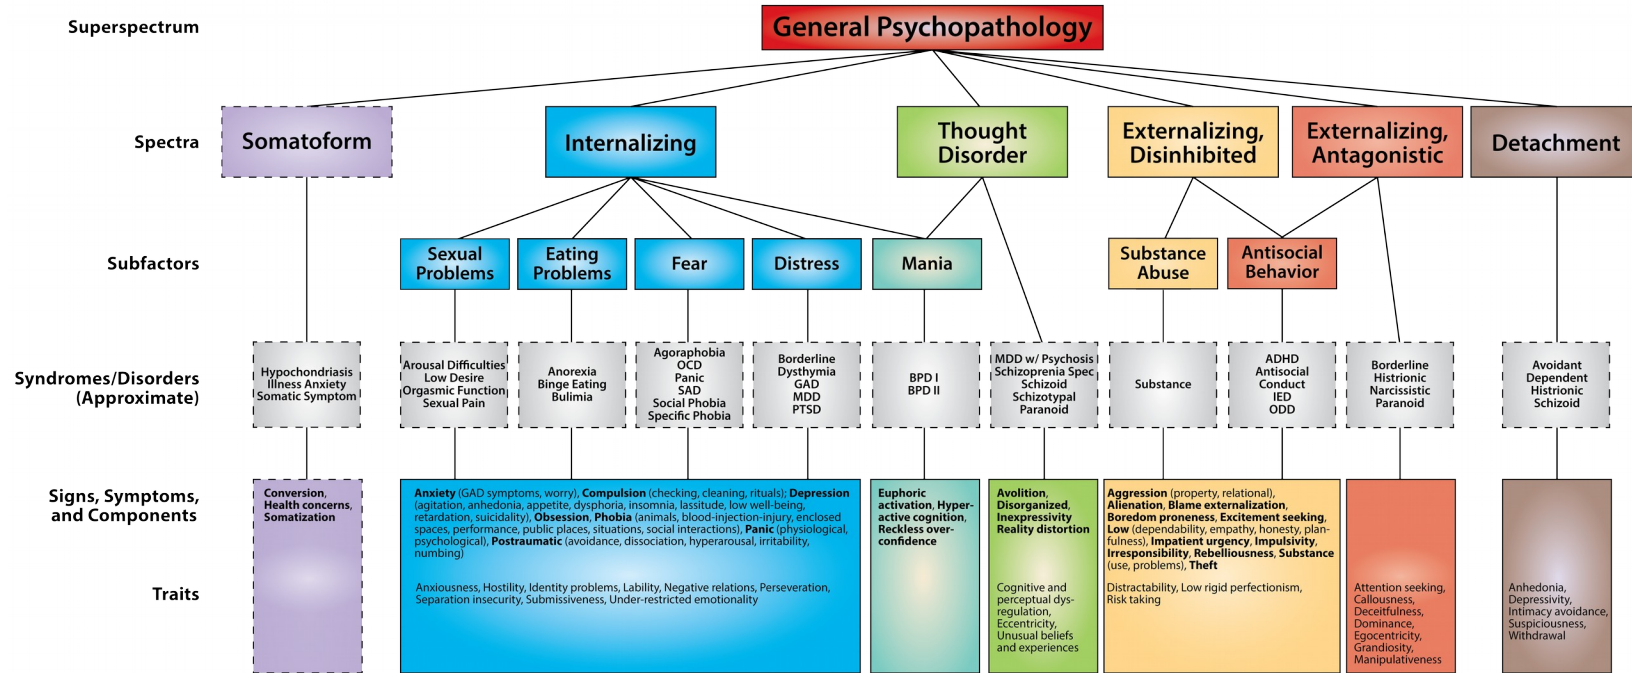 Superspectrum
General Psychopathology
Spectra
Somatoform
Internalizing
Thought
Disorder
Externalizing,
Disinhibited
Externalizing,
Antagonistic
Detachment
Subfactors
Sexual
Problems
Eating
Problems
Fear
Distress
Mania
Substance
Abuse
Antisocial
Behavior
Syndromes/Disorders
(Approximate)
Hypochondriasis
Illness Anxiety
Somatic Symptom
Arousal Difficulties
Low Desire
Orgasmic Function
Sexual Pain
Anorexia
Binge Eating
Bulimia
Agoraphobia
OCD
Panic
SAD
Social Phobia
Specific Phobia
Borderline
Dysthymia
GAD
MDD
PTSD
BPD I
BPD II
MDD w/ Psychosis
Schizoprenia Spec
Schizoid
Schizotypal
Paranoid
Substance
ADHD
Antisocial
Conduct
IED
ODD
Borderline
Histrionic
Narcissistic
Paranoid
Avoidant
Dependent
Histrionic
Schizoid
Signs, Symptoms,
and Components
Conversion,
Health concerns,
Somatization
Anxiety (GAD symptoms, worry), Compulsion (checking, cleaning, rituals); Depression
(agitation, anhedonia, appetite, dysphoria, insomnia, lassitude, low well-being,
retardation, suicidality), Obsession, Phobia (animals, blood-injection-injury, enclosed
spaces, performance, public places, situations, social interactions), Panic (physiological,
psychological), Postraumatic (avoidance, dissociation, hyperarousal, irritability,
numbing)
Euphoric
activation, Hyper-
active cognition,
Reckless over-
confidence
Avolition,
Disorganized,
Inexpressivity
Reality distortion
Aggression (property, relational),
Alienation, Blame externalization,
Boredom proneness, Excitement seeking,
Low (dependability, empathy, honesty, plan-
fulness), Impatient urgency, Impulsivity,
Irresponsibility, Rebelliousness, Substance
(use, problems), Theft
Traits
Anxiousness, Hostility, Identity problems, Lability, Negative relations, Perseveration,
Separation insecurity, Submissiveness, Under-restricted emotionality
Cognitive and
perceptual dys-
regulation,
Eccentricity,
Unusual beliefs
and experiences
Distractability, Low rigid perfectionism,
Risk taking
Attention seeking,
Callousness,
Deceitfulness,
Dominance,
Egocentricity,
Grandiosity,
Manipulativeness
Anhedonia,
Depressivity,
Intimacy avoidance,
Suspiciousness,
Withdrawal